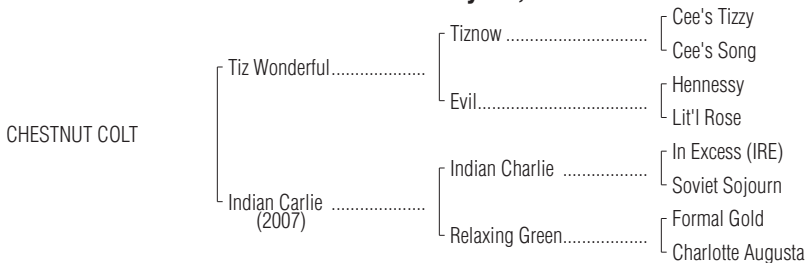 Cee's Tizzy
Tiznow ................................
Cee's Song
Tiz Wonderful.....................
Hennessy
Evil......................................
Lit'l Rose
CHESTNUT COLT
In Excess (IRE)
Indian Charlie ...................
Soviet Sojourn
Indian Carlie .....................
(2007)
Formal Gold
Relaxing Green...................
Charlotte Augusta